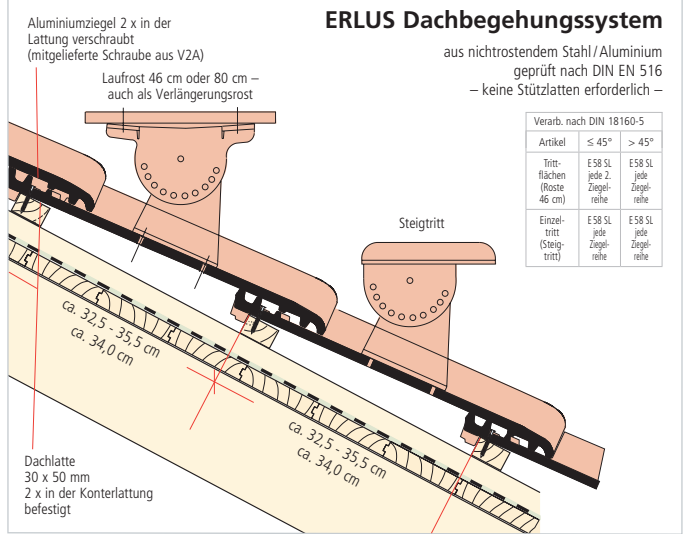 ERLUS Dachbegehungssystem
aus nichtrostendem Stahl / Aluminium
geprüft nach DIN EN 516
– keine Stützlatten erforderlich –
Aluminiumziegel 2 x in der
Lattung verschraubt
(mitgelieferte Schraube aus V2A)
Laufrost 46 cm oder 80 cm –
auch als Verlängerungsrost
Verarb. nach DIN 18160-5
Artikel ≤ 45° > 45°
Tritt- E 58 SL E 58 SL
flächen jede 2. jede
(Roste Ziegel- Ziegel-
46 cm) reihe reihe
Einzel- E 58 SL E 58 SL
tritt jede jede
(Steig- Ziegel- Ziegel-
tritt) reihe reihe
Steigtritt
ca. 32,5 - 35,5 cm
ca. 34,0 cm
ca. 32,5 - 35,5 cm
ca. 34,0 cm
Dachlatte
30 x 50 mm
2 x in der Konterlattung
befestigt